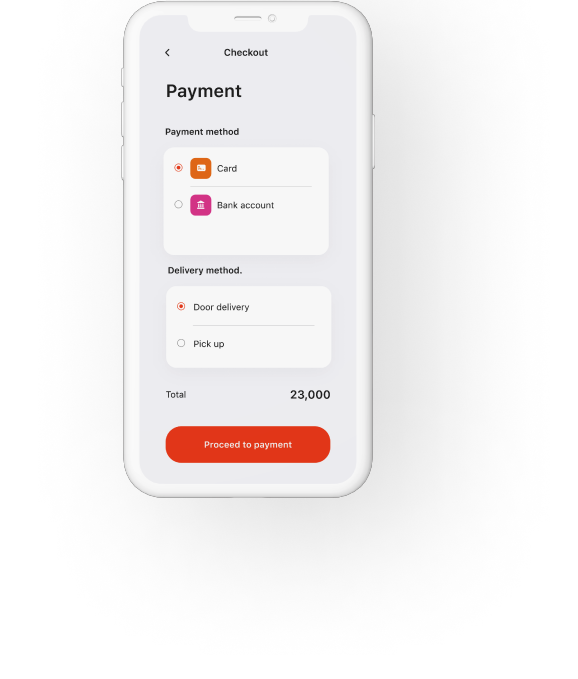 Checkout
Payment
Payment method
Card
Bank account
Delivery method.
Door delivery
Pick up
Total 23,000
Proceed to payment